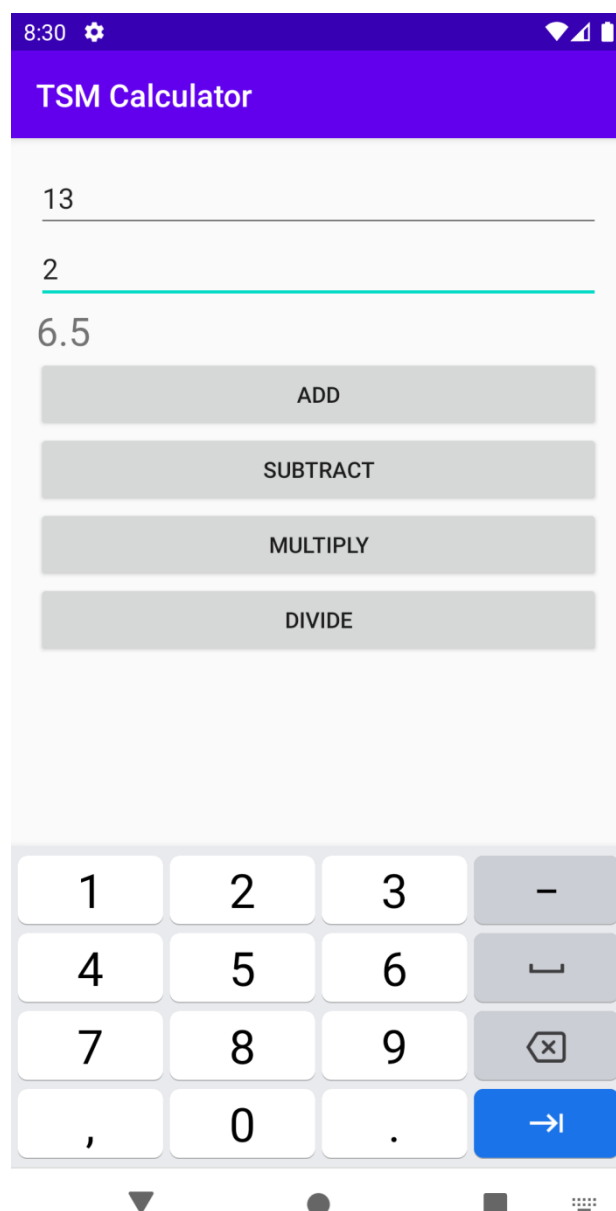 8:30
TSM Calculator
13
2
6.5
ADD
SUBTRACT
MULTIPLY
DIVIDE
1 2 3 -
4 5 6
7 8 9
, 0 .